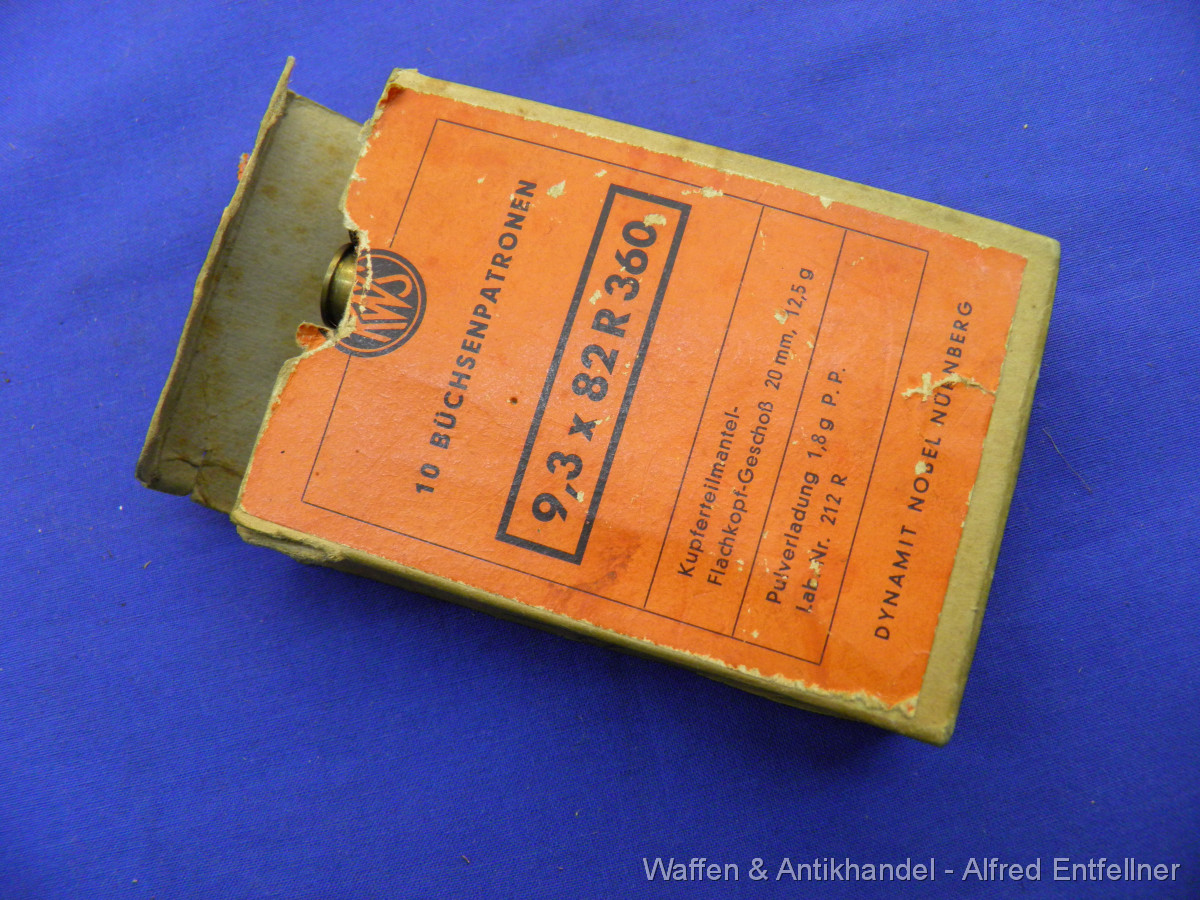 RWS
10 BÜCHSENPATRONEN
9,3 x 82 R 360
Kupferteilmantel-
Flachkopf-Geschoß 20 mm, 12,5 g
Pulverladung 1,8 g P. P.
Lab.-Nr. 212 R
DYNAMIT NOBEL NÜRNBERG
Waffen & Antikhandel - Alfred Entfellner